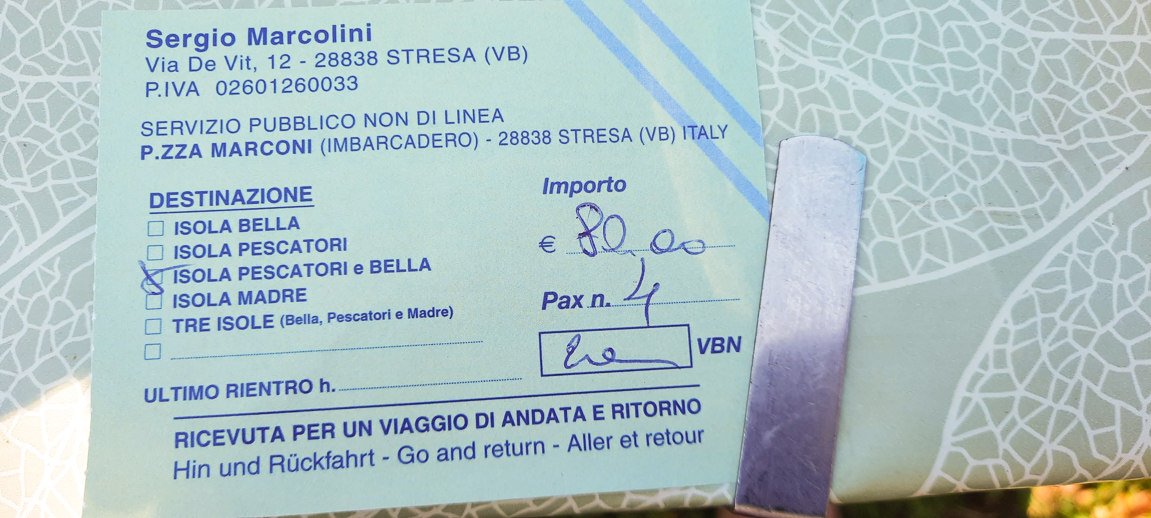 Sergio Marcolini
Via De Vit, 12 - 28838 STRESA (VB)
P.IVA 02601260033
SERVIZIO PUBBLICO NON DI LINEA
P.ZZA MARCONI (IMBARCADERO) - 28838 STRESA (VB) ITALY
DESTINAZIONE
ISOLA BELLA
ISOLA PESCATORI
ISOLA PESCATORI e BELLA
ISOLA MADRE
TRE ISOLE (Bella, Pescatori e Madre)
ULTIMO RIENTRO h.
Importo
€ 80,00
Pax n. 4
VBN
RICEVUTA PER UN VIAGGIO DI ANDATA E RITORNO
Hin und Rückfahrt - Go and return - Aller et retour